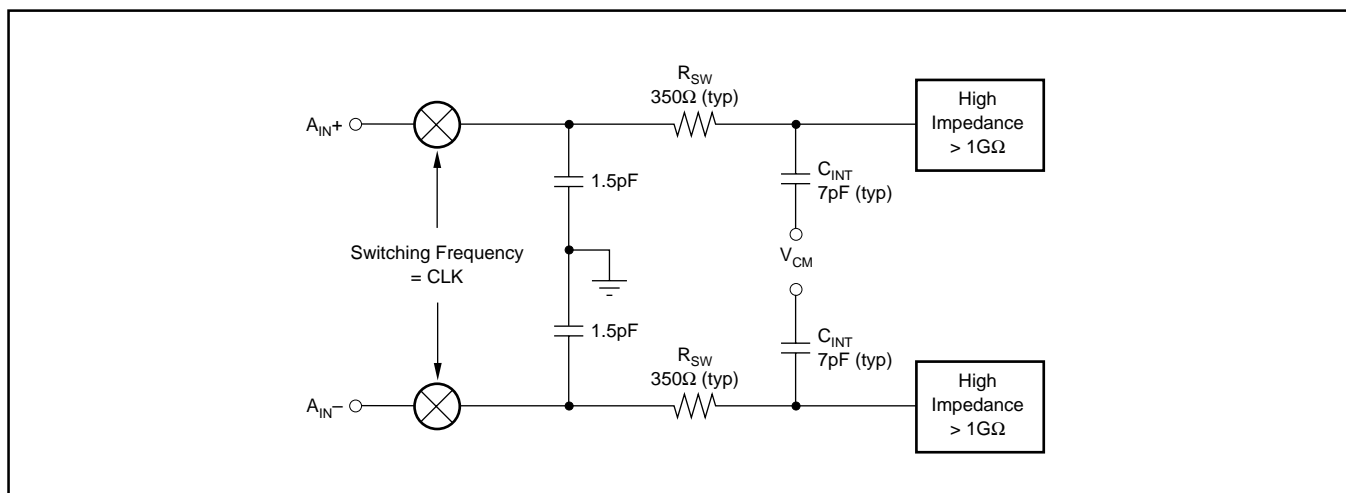 R_SW
350Ω (typ)
High
Impedance
> 1GΩ
A_IN+
1.5pF
C_INT
7pF (typ)
Switching Frequency
= CLK
V_CM
1.5pF
C_INT
7pF (typ)
R_SW
350Ω (typ)
High
Impedance
> 1GΩ
A_IN–